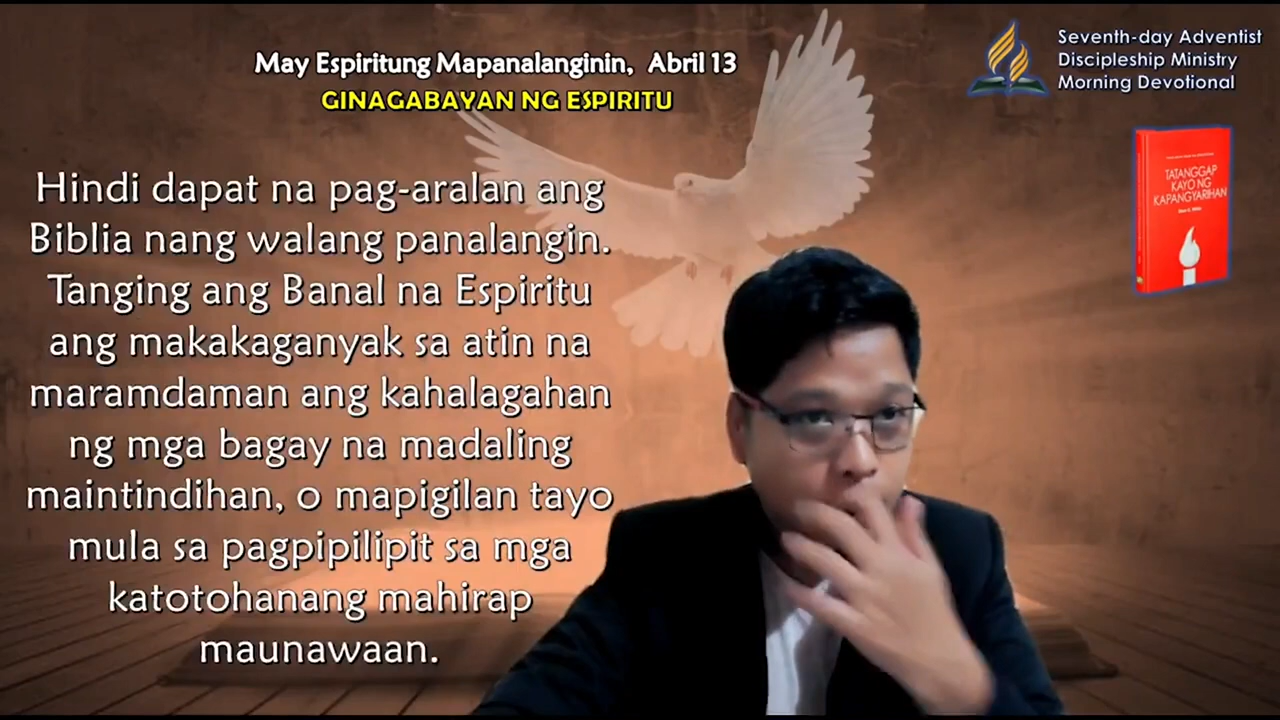 May Espiritung Mapanalanginin,  Abril 13
GINAGABAYAN NG ESPIRITU
Seventh-day Adventist
Discipleship Ministry
Morning Devotional
TATANGGAP
KAYO NG
KAPANGYARIHAN
Hindi dapat na pag-aralan ang
Biblia nang walang panalangin.
Tanging ang Banal na Espiritu
ang makakaganyak sa atin na
maramdaman ang kahalagahan
ng mga bagay na madaling
maintindihan, o mapigilan tayo
mula sa pagpipilipit sa mga
katotohanang mahirap
maunawaan.